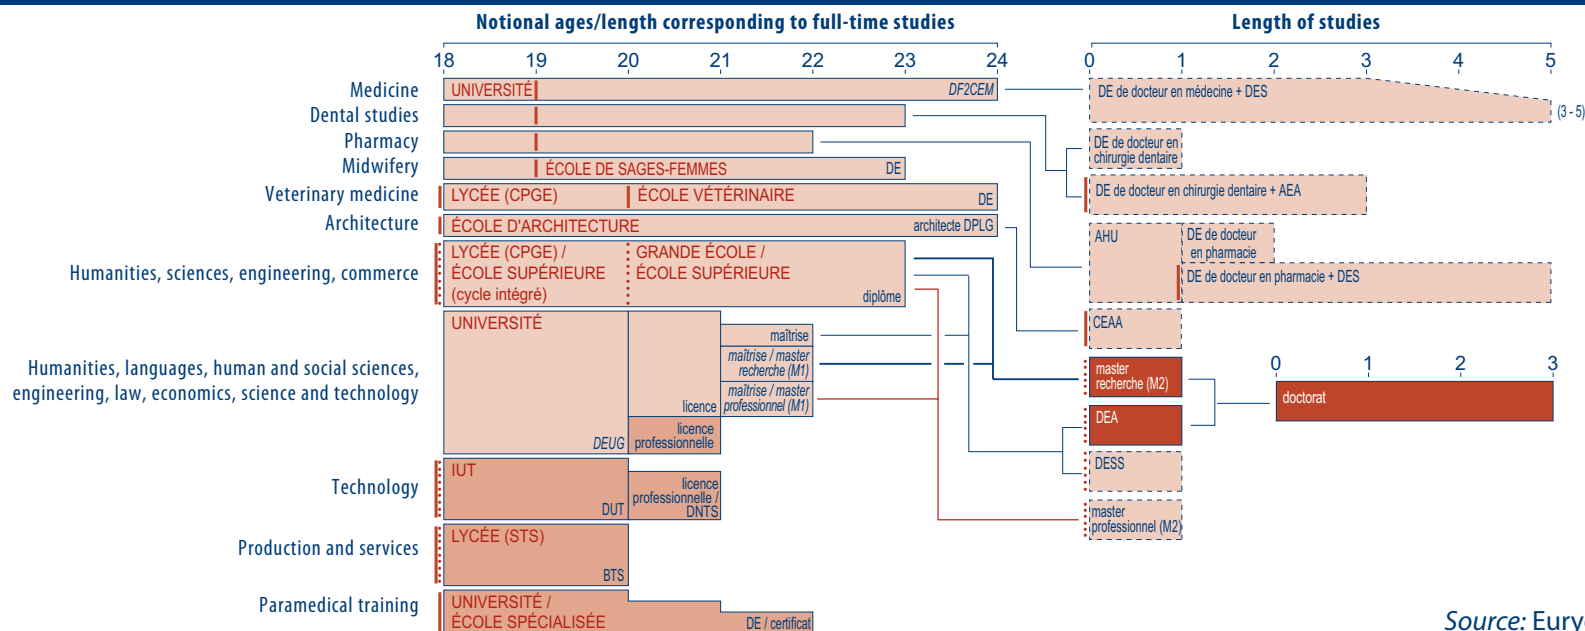 Notional ages/length corresponding to full-time studies
Length of studies
18 19 20 21 22 23 24
0 1 2 3 4 5
Medicine
UNIVERSITÉ
DF2CEM
DE de docteur en médecine + DES
(3 - 5)
Dental studies
Pharmacy
DE de docteur en
chirurgie dentaire
Midwifery
ÉCOLE DE SAGES-FEMMES
DE
Veterinary medicine
LYCÉE (CPGE)
ÉCOLE VÉTÉRINAIRE
DE
DE de docteur en chirurgie dentaire + AEA
Architecture
ÉCOLE D'ARCHITECTURE
architecte DPLG
AHU
DE de docteur
en pharmacie
DE de docteur en pharmacie + DES
Humanities, sciences, engineering, commerce
LYCÉE (CPGE) /
ÉCOLE SUPÉRIEURE
(cycle intégré)
GRANDE ÉCOLE /
ÉCOLE SUPÉRIEURE
diplôme
CEAA
Humanities, languages, human and social sciences,
engineering, law, economics, science and technology
UNIVERSITÉ
DEUG
licence
licence
professionnelle
maîtrise
maîtrise / master
recherche (M1)
maîtrise / master
professionnel (M1)
master
recherche (M2)
0 1 2 3
doctorat
DEA
DESS
master
professionnel (M2)
Technology
IUT
DUT
licence
professionnelle /
DNTS
Production and services
LYCÉE (STS)
BTS
Paramedical training
UNIVERSITÉ /
ÉCOLE SPÉCIALISÉE
DE / certificat
Source: